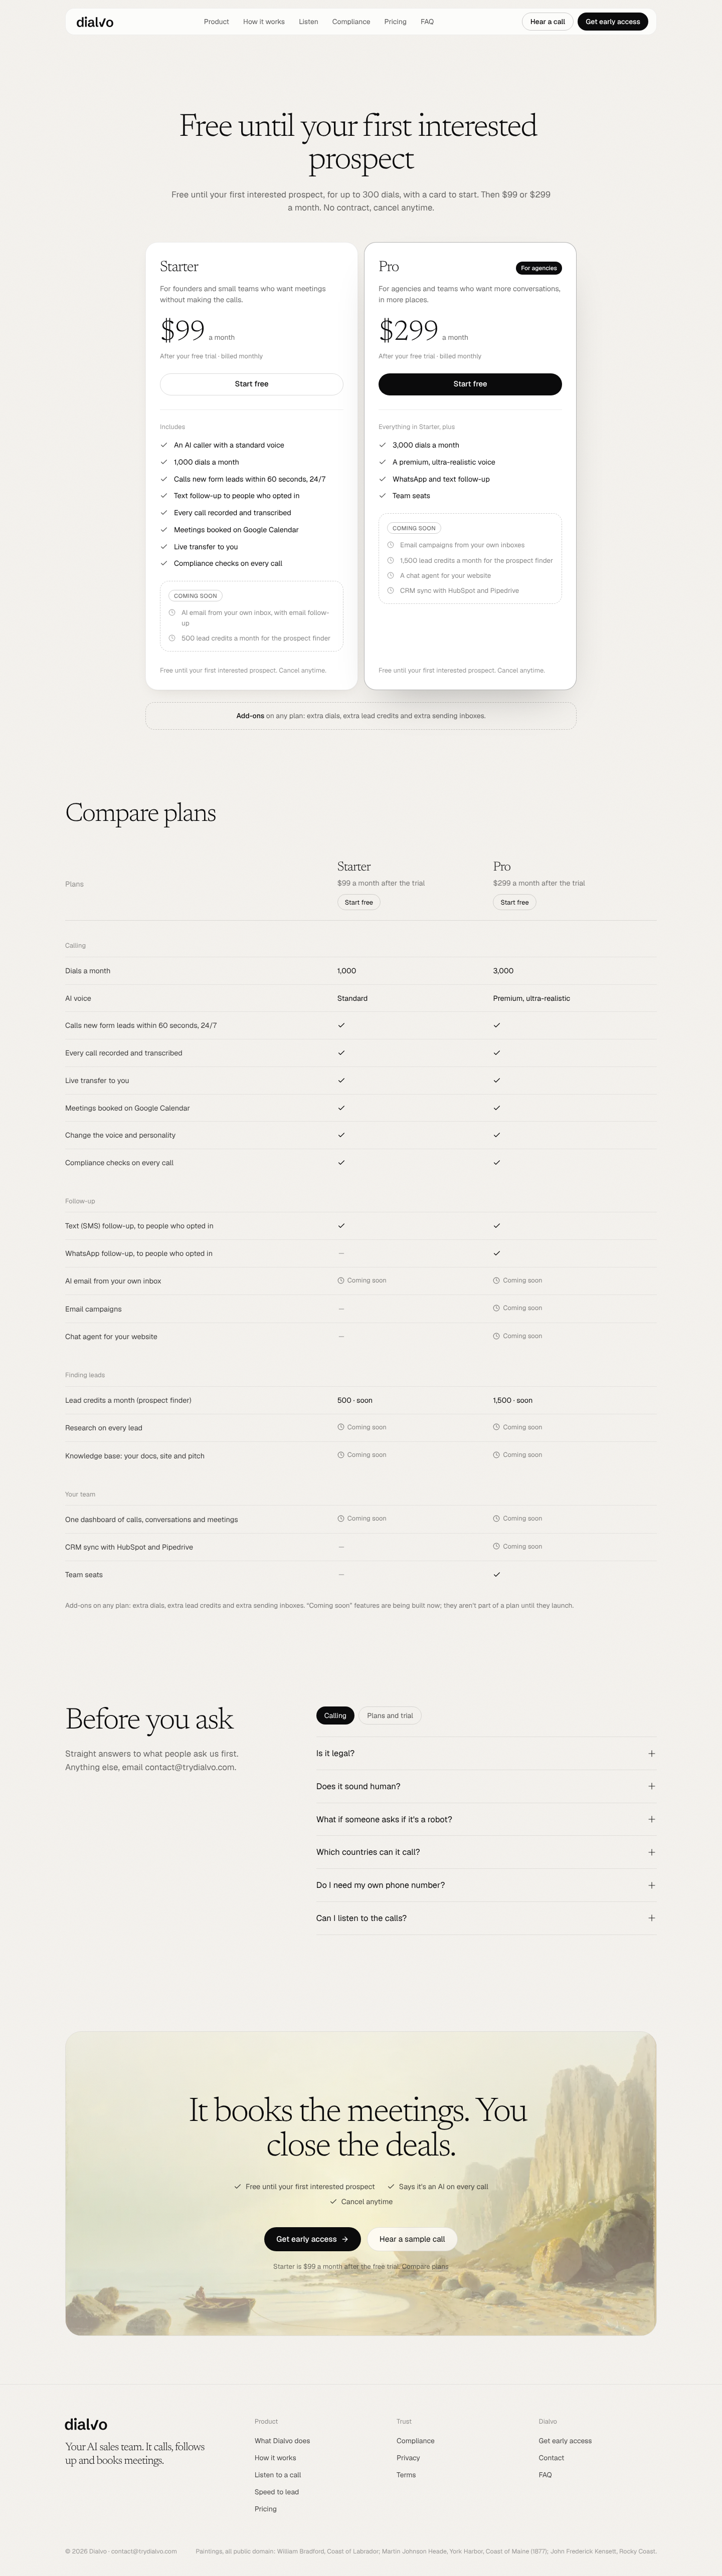 dialvo
Product How it works Listen Compliance Pricing FAQ
Hear a call Get early access
Free until your first interested
prospect
Free until your first interested prospect, for up to 300 dials, with a card to start. Then $99 or $299
a month. No contract, cancel anytime.
Starter
For founders and small teams who want meetings
without making the calls.
$99 a month
After your free trial · billed monthly
Start free
Includes
An AI caller with a standard voice
1,000 dials a month
Calls new form leads within 60 seconds, 24/7
Text follow-up to people who opted in
Every call recorded and transcribed
Meetings booked on Google Calendar
Live transfer to you
Compliance checks on every call
COMING SOON
AI email from your own inbox, with email follow-
up
500 lead credits a month for the prospect finder
Free until your first interested prospect. Cancel anytime.
Pro
For agencies
For agencies and teams who want more conversations,
in more places.
$299 a month
After your free trial · billed monthly
Start free
Everything in Starter, plus
3,000 dials a month
A premium, ultra-realistic voice
WhatsApp and text follow-up
Team seats
COMING SOON
Email campaigns from your own inboxes
1,500 lead credits a month for the prospect finder
A chat agent for your website
CRM sync with HubSpot and Pipedrive
Free until your first interested prospect. Cancel anytime.
Add-ons on any plan: extra dials, extra lead credits and extra sending inboxes.
Compare plans
Plans
Starter
$99 a month after the trial
Start free
Pro
$299 a month after the trial
Start free
Calling
Dials a month 1,000 3,000
AI voice Standard Premium, ultra-realistic
Calls new form leads within 60 seconds, 24/7
Every call recorded and transcribed
Live transfer to you
Meetings booked on Google Calendar
Change the voice and personality
Compliance checks on every call
Follow-up
Text (SMS) follow-up, to people who opted in
WhatsApp follow-up, to people who opted in —
AI email from your own inbox Coming soon Coming soon
Email campaigns — Coming soon
Chat agent for your website — Coming soon
Finding leads
Lead credits a month (prospect finder) 500 · soon 1,500 · soon
Research on every lead Coming soon Coming soon
Knowledge base: your docs, site and pitch Coming soon Coming soon
Your team
One dashboard of calls, conversations and meetings Coming soon Coming soon
CRM sync with HubSpot and Pipedrive — Coming soon
Team seats —
Add-ons on any plan: extra dials, extra lead credits and extra sending inboxes. “Coming soon” features are being built now; they aren't part of a plan until they launch.
Before you ask
Straight answers to what people ask us first.
Anything else, email contact@trydialvo.com.
Calling Plans and trial
Is it legal?
Does it sound human?
What if someone asks if it's a robot?
Which countries can it call?
Do I need my own phone number?
Can I listen to the calls?
It books the meetings. You
close the deals.
Free until your first interested prospect Says it's an AI on every call
Cancel anytime
Get early access → Hear a sample call
Starter is $99 a month after the free trial. Compare plans
dialvo
Your AI sales team. It calls, follows
up and books meetings.
Product
What Dialvo does
How it works
Listen to a call
Speed to lead
Pricing
Trust
Compliance
Privacy
Terms
Dialvo
Get early access
Contact
FAQ
© 2026 Dialvo · contact@trydialvo.com
Paintings, all public domain: William Bradford, Coast of Labrador; Martin Johnson Heade, York Harbor, Coast of Maine (1877); John Frederick Kensett, Rocky Coast.